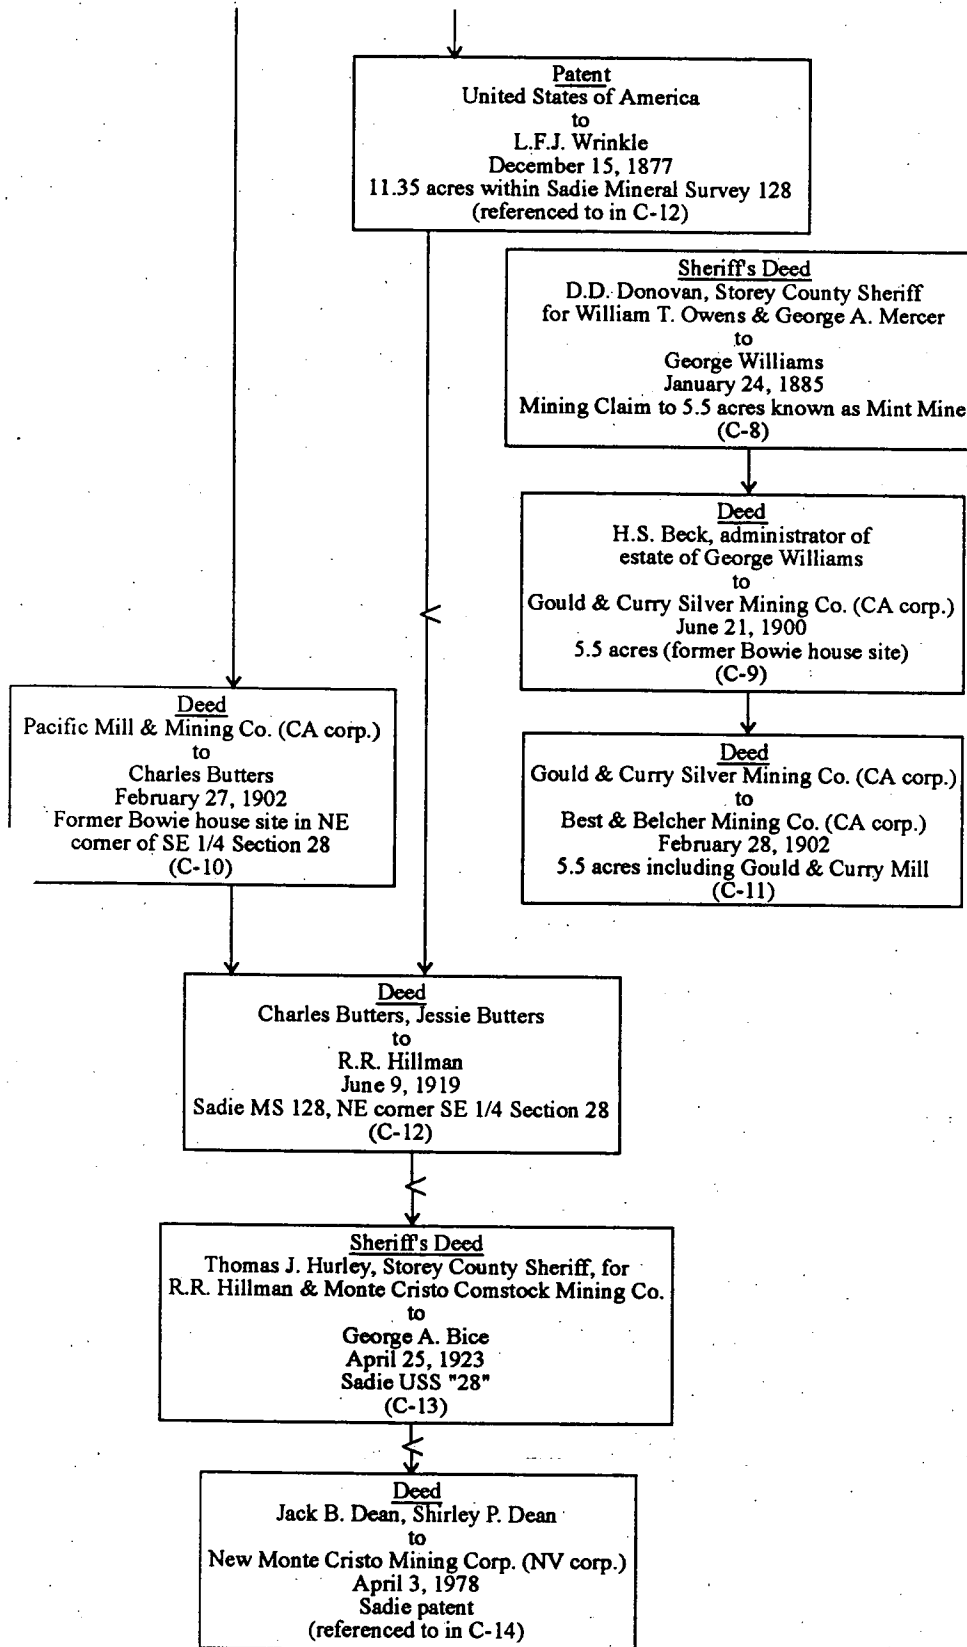 Patent
United States of America
to
L.F.J. Wrinkle
December 15, 1877
11.35 acres within Sadie Mineral Survey 128
(referenced to in C-12)
Sheriff's Deed
D.D. Donovan, Storey County Sheriff
for William T. Owens & George A. Mercer
to
George Williams
January 24, 1885
Mining Claim to 5.5 acres known as Mint Mine
(C-8)
Deed
H.S. Beck, administrator of
estate of George Williams
to
Gould & Curry Silver Mining Co. (CA corp.)
June 21, 1900
5.5 acres (former Bowie house site)
(C-9)
Deed
Pacific Mill & Mining Co. (CA corp.)
to
Charles Butters
February 27, 1902
Former Bowie house site in NE
corner of SE 1/4 Section 28
(C-10)
Deed
Gould & Curry Silver Mining Co. (CA corp.)
to
Best & Belcher Mining Co. (CA corp.)
February 28, 1902
5.5 acres including Gould & Curry Mill
(C-11)
Deed
Charles Butters, Jessie Butters
to
R.R. Hillman
June 9, 1919
Sadie MS 128, NE corner SE 1/4 Section 28
(C-12)
Sheriff's Deed
Thomas J. Hurley, Storey County Sheriff, for
R.R. Hillman & Monte Cristo Comstock Mining Co.
to
George A. Bice
April 25, 1923
Sadie USS "28"
(C-13)
Deed
Jack B. Dean, Shirley P. Dean
to
New Monte Cristo Mining Corp. (NV corp.)
April 3, 1978
Sadie patent
(referenced to in C-14)